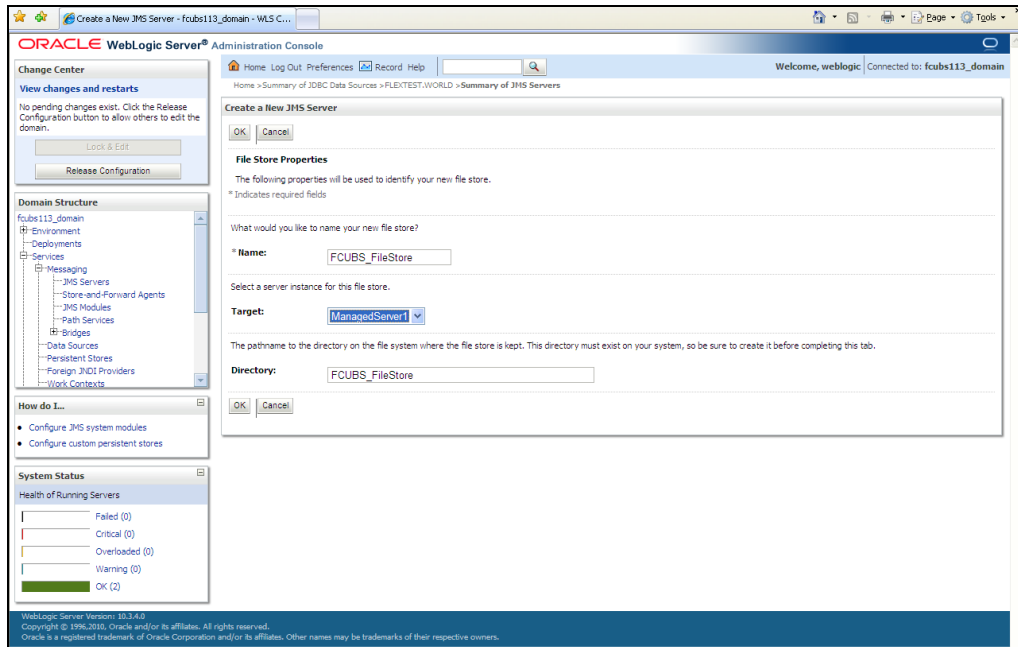 Create a New JMS Server - fcubs113_domain - WLS C...
Page
Tools
ORACLE WebLogic Server® Administration Console
Change Center
View changes and restarts
No pending changes exist. Click the Release
Configuration button to allow others to edit the
domain.
Lock & Edit
Release Configuration
Domain Structure
fcubs113_domain
Environment
Deployments
Services
Messaging
JMS Servers
Store-and-Forward Agents
JMS Modules
Path Services
Bridges
Data Sources
Persistent Stores
Foreign JNDI Providers
Work Contexts
How do I...
Configure JMS system modules
Configure custom persistent stores
System Status
Health of Running Servers
Failed (0)
Critical (0)
Overloaded (0)
Warning (0)
OK (2)
Home Log Out Preferences Record Help
Welcome, weblogic Connected to: fcubs113_domain
Home >Summary of JDBC Data Sources >FLEXTEST.WORLD >Summary of JMS Servers
Create a New JMS Server
OK Cancel
File Store Properties
The following properties will be used to identify your new file store.
* Indicates required fields
What would you like to name your new file store?
* Name: FCUBS_FileStore
Select a server instance for this file store.
Target: ManagedServer1
The pathname to the directory on the file system where the file store is kept. This directory must exist on your system, so be sure to create it before completing this tab.
Directory: FCUBS_FileStore
OK Cancel
WebLogic Server Version: 10.3.4.0
Copyright © 1996,2010, Oracle and/or its affiliates. All rights reserved.
Oracle is a registered trademark of Oracle Corporation and/or its affiliates. Other names may be trademarks of their respective owners.